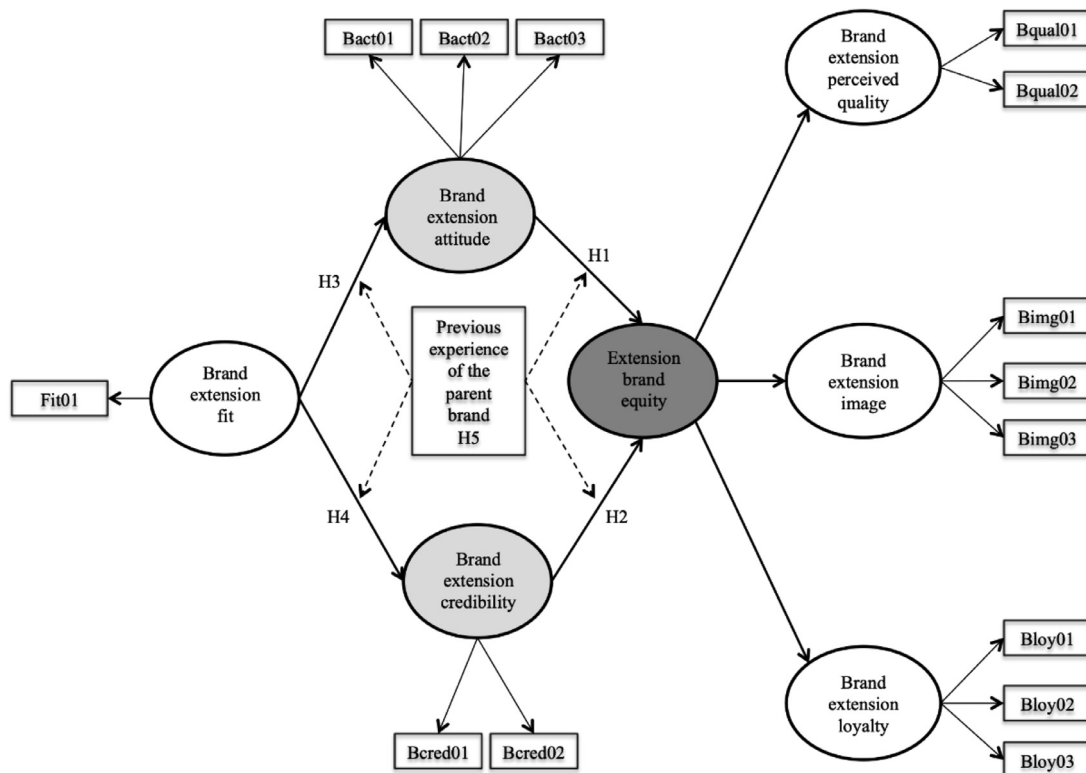 Bact01
Bact02
Bact03
Brand
extension
perceived
quality
Bqual01
Bqual02
Brand
extension
attitude
H3
H1
Previous
experience
of the
parent
brand
H5
Extension
brand
equity
Brand
extension
image
Bimg01
Bimg02
Bimg03
Fit01
Brand
extension
fit
H4
H2
Brand
extension
credibility
Bcred01
Bcred02
Brand
extension
loyalty
Bloy01
Bloy02
Bloy03